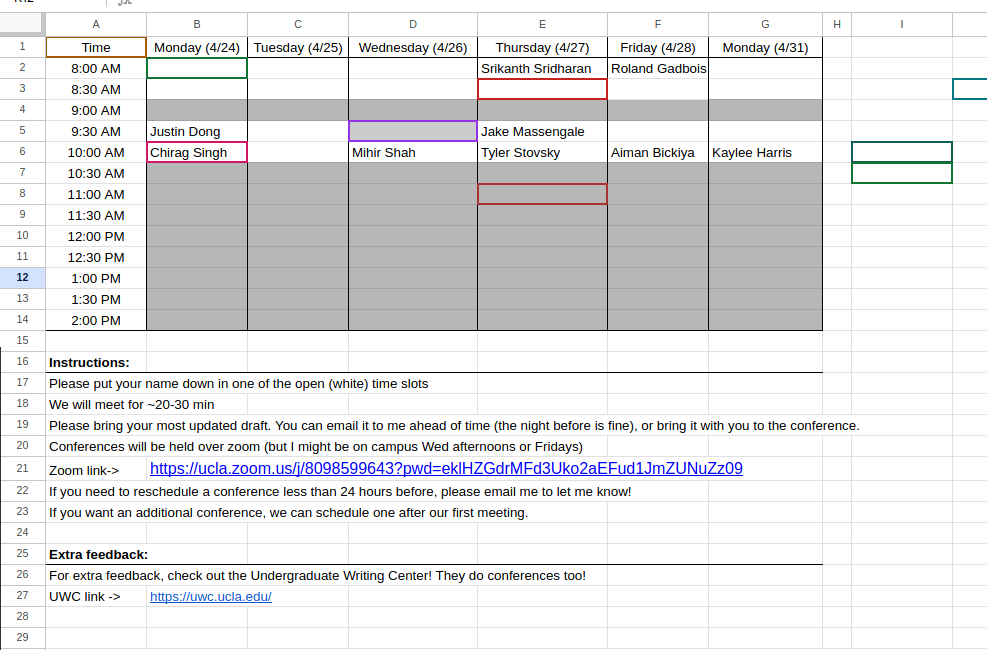 A B C D E F G H I
1 Time Monday (4/24) Tuesday (4/25) Wednesday (4/26) Thursday (4/27) Friday (4/28) Monday (4/31)
2 8:00 AM Srikanth Sridharan Roland Gadbois
3 8:30 AM
4 9:00 AM
5 9:30 AM Justin Dong Jake Massengale
6 10:00 AM Chirag Singh Mihir Shah Tyler Stovsky Aiman Bickiya Kaylee Harris
7 10:30 AM
8 11:00 AM
9 11:30 AM
10 12:00 PM
11 12:30 PM
12 1:00 PM
13 1:30 PM
14 2:00 PM
15
16 Instructions:
17 Please put your name down in one of the open (white) time slots
18 We will meet for ~20-30 min
19 Please bring your most updated draft. You can email it to me ahead of time (the night before is fine), or bring it with you to the conference.
20 Conferences will be held over zoom (but I might be on campus Wed afternoons or Fridays)
21 Zoom link-> https://ucla.zoom.us/j/8098599643?pwd=eklHZGdrMFd3Uko2aEFud1JmZUNuZz09
22 If you need to reschedule a conference less than 24 hours before, please email me to let me know!
23 If you want an additional conference, we can schedule one after our first meeting.
24
25 Extra feedback:
26 For extra feedback, check out the Undergraduate Writing Center! They do conferences too!
27 UWC link -> https://uwc.ucla.edu/
28
29